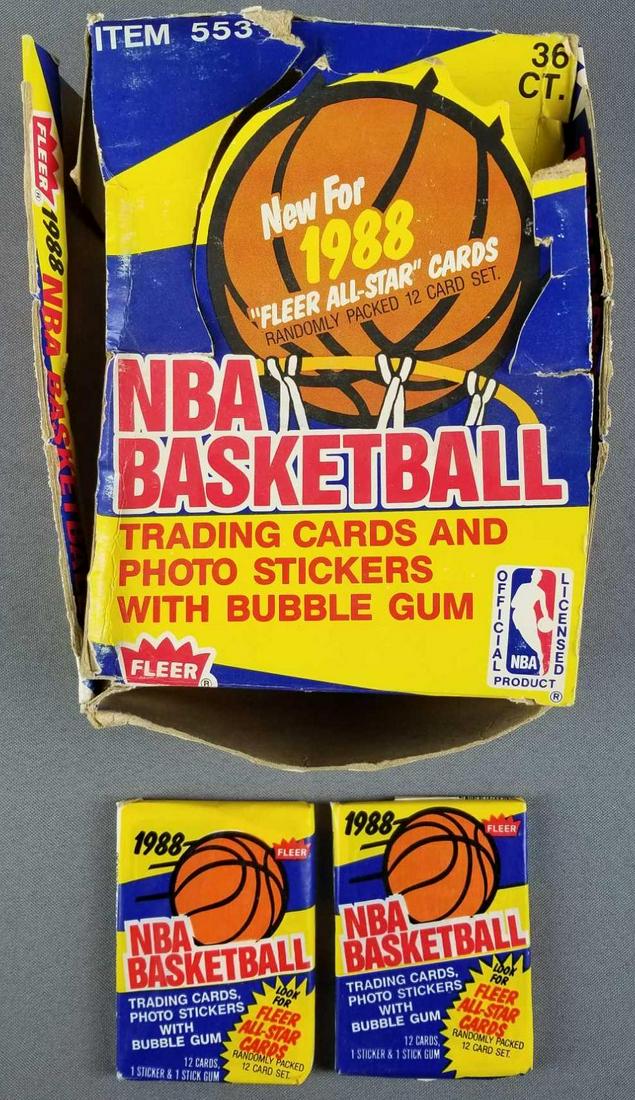 ITEM 553
36
CT.
FLEER®
1988 NBA BASKETBALL
New For
1988
"FLEER ALL-STAR" CARDS
RANDOMLY PACKED 12 CARD SET.
NBA
BASKETBALL
TRADING CARDS AND
PHOTO STICKERS
WITH BUBBLE GUM
FLEER®
OFFICIAL
LICENSED
NBA
PRODUCT
®
1988
FLEER
NBA
BASKETBALL
TRADING CARDS,
PHOTO STICKERS
WITH
BUBBLE GUM
12 CARDS,
1 STICKER & 1 STICK GUM
LOOK
FOR
FLEER
ALL-STAR
CARDS
RANDOMLY PACKED
12 CARD SET.
1988
FLEER
NBA
BASKETBALL
TRADING CARDS,
PHOTO STICKERS
WITH
BUBBLE GUM
12 CARDS,
1 STICKER & 1 STICK GUM
LOOK
FOR
FLEER
ALL-STAR
CARDS
RANDOMLY PACKED
12 CARD SET.